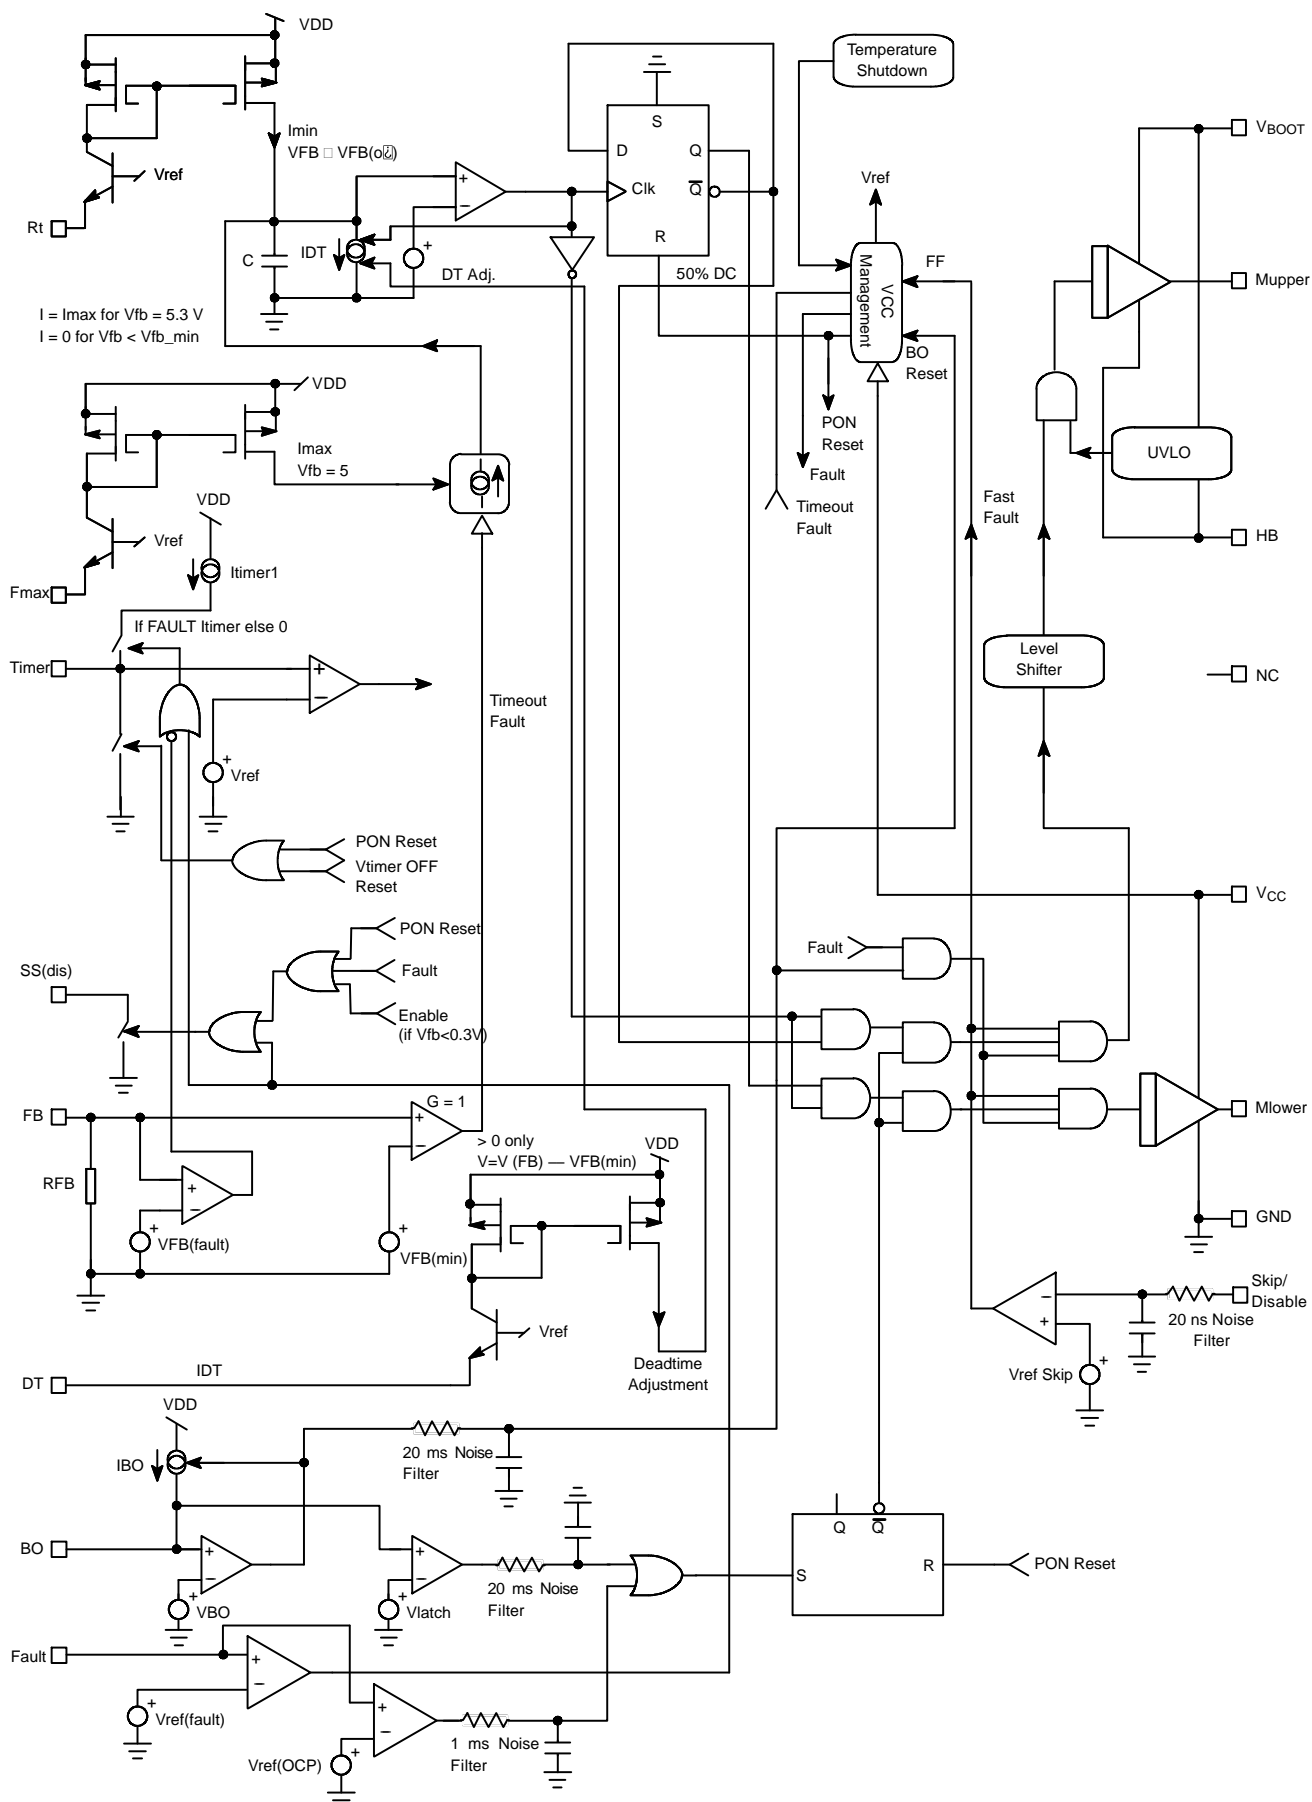 VDD
Temperature
Shutdown
Imin
VFB VFB(o
Vref
Rt
+
−
S
D
Q
Clk
Q
R
50% DC
Vref
FF
VCC
Management
BO
Reset
VBOOT
Mupper
C
IDT
+
DT Adj.
I = Imax for Vfb = 5.3 V
I = 0 for Vfb < Vfb_min
VDD
Imax
Vfb = 5
PON
Reset
Fault
Timeout
Fault
Fast
Fault
UVLO
HB
VDD
Vref
Itimer1
Fmax
If FAULT Itimer else 0
Timer
+
−
Timeout
Fault
Level
Shifter
NC
+
Vref
PON Reset
Vtimer OFF
Reset
VCC
PON Reset
Fault
Enable
(if Vfb<0.3V)
SS(dis)
Fault
FB
G = 1
+
−
> 0 only
V=V (FB) — VFB(min)
VDD
Mlower
RFB
+
−
+
VFB(fault)
+
VFB(min)
GND
Vref
Deadtime
Adjustment
−
+
Skip/
Disable
20 ns Noise
Filter
+
Vref Skip
DT
IDT
VDD
IBO
20 ms Noise
Filter
BO
+
−
+
VBO
+
−
+
Vlatch
20 ms Noise
Filter
Q
Q
S
R
PON Reset
Fault
+
−
+
Vref(fault)
+
−
+
Vref(OCP)
1 ms Noise
Filter